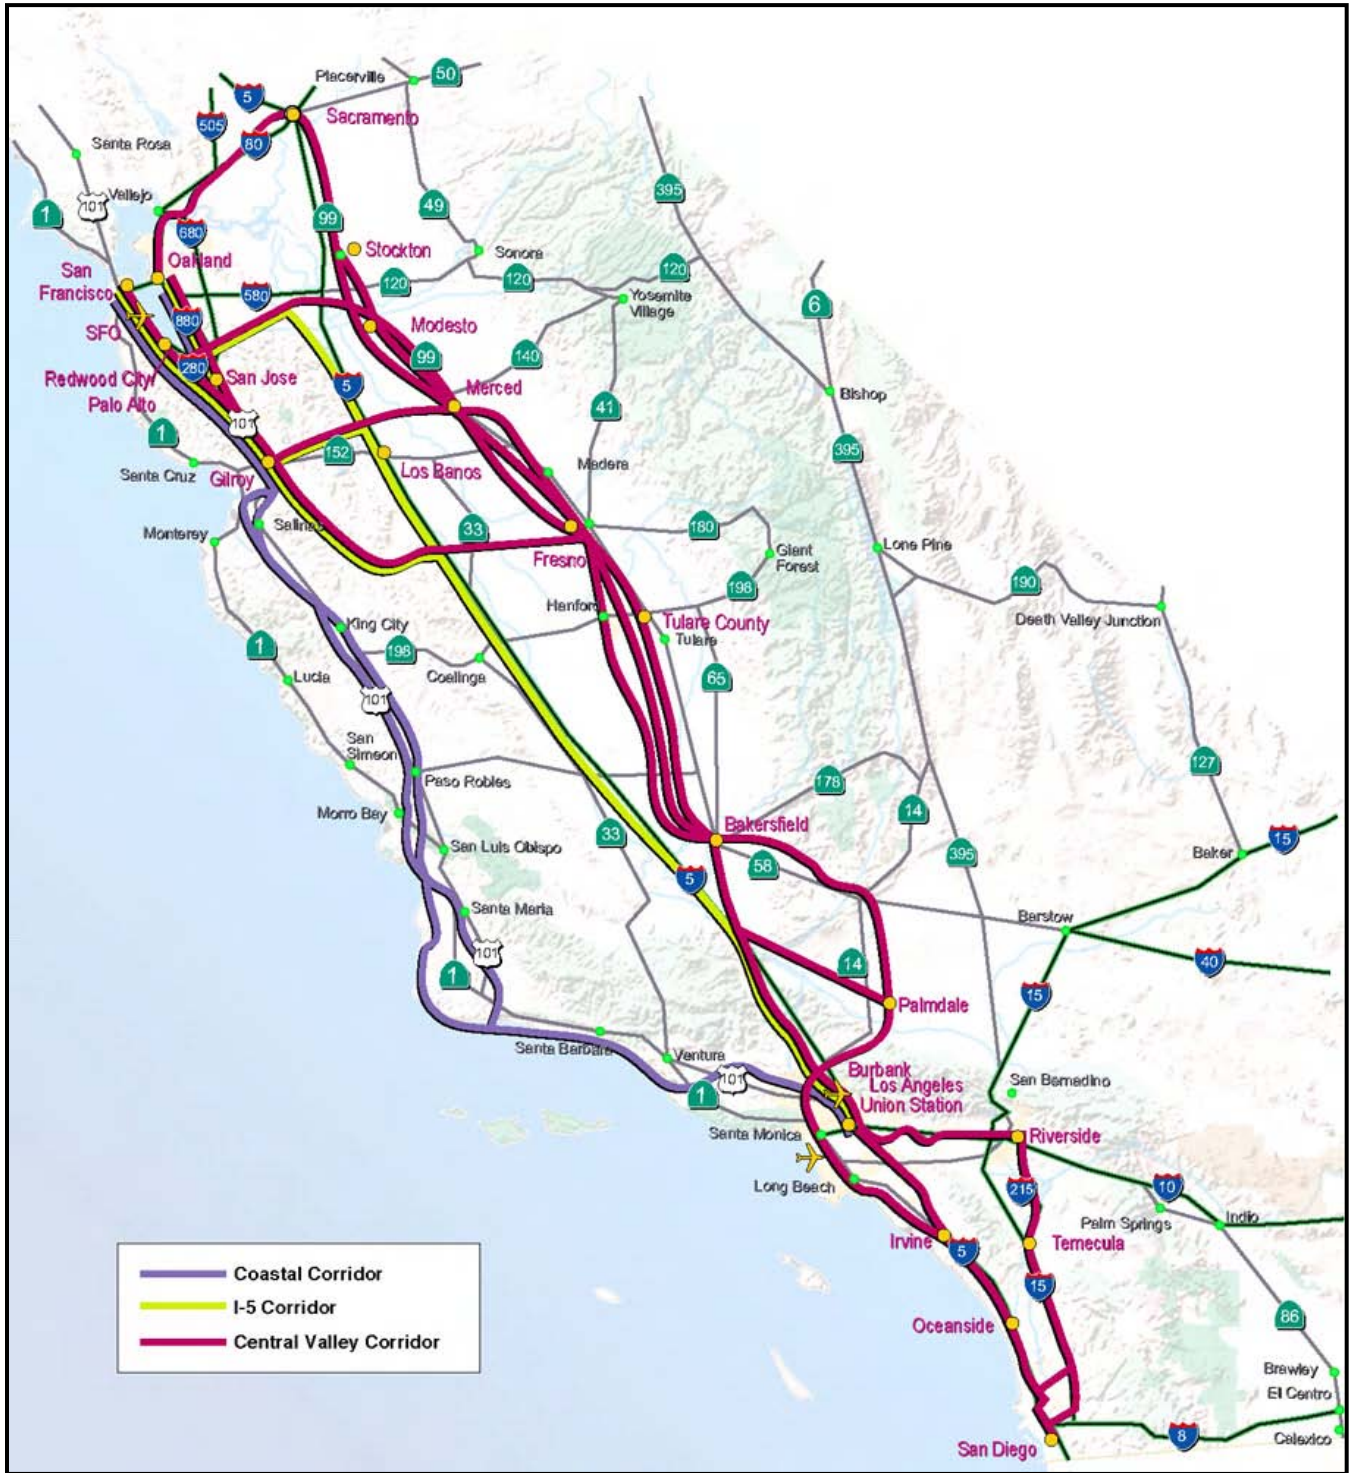 Placerville
50
5
Sacramento
505
80
Santa Rosa
Vallejo
101
1
99
49
395
680
Stockton
Sonora
Oakland
San
Francisco
580
120
120
120
Yosemite
Village
6
880
SFO
Modesto
99
140
280
Redwood City/
Palo Alto
San Jose
5
Merced
41
Bishop
101
1
395
152
Los Banos
Madera
Santa Cruz
Gilroy
Salinas
33
180
Monterey
Fresno
Giant
Forest
Lone Pine
198
190
Hanford
Tulare County
Tulare
Death Valley Junction
King City
1
198
Coalinga
65
Lucia
101
San
Simeon
Paso Robles
178
127
Morro Bay
14
Bakersfield
33
San Luis Obispo
58
395
Baker
15
5
Santa Maria
Barstow
101
1
14
40
15
Palmdale
Santa Barbara
Ventura
101
1
Burbank
Los Angeles
Union Station
San Bernadino
Santa Monica
Riverside
Long Beach
215
10
Palm Springs
Indio
Irvine
5
Temecula
15
Oceanside
86
Brawley
El Centro
San Diego
8
Calexico
Coastal Corridor
I-5 Corridor
Central Valley Corridor